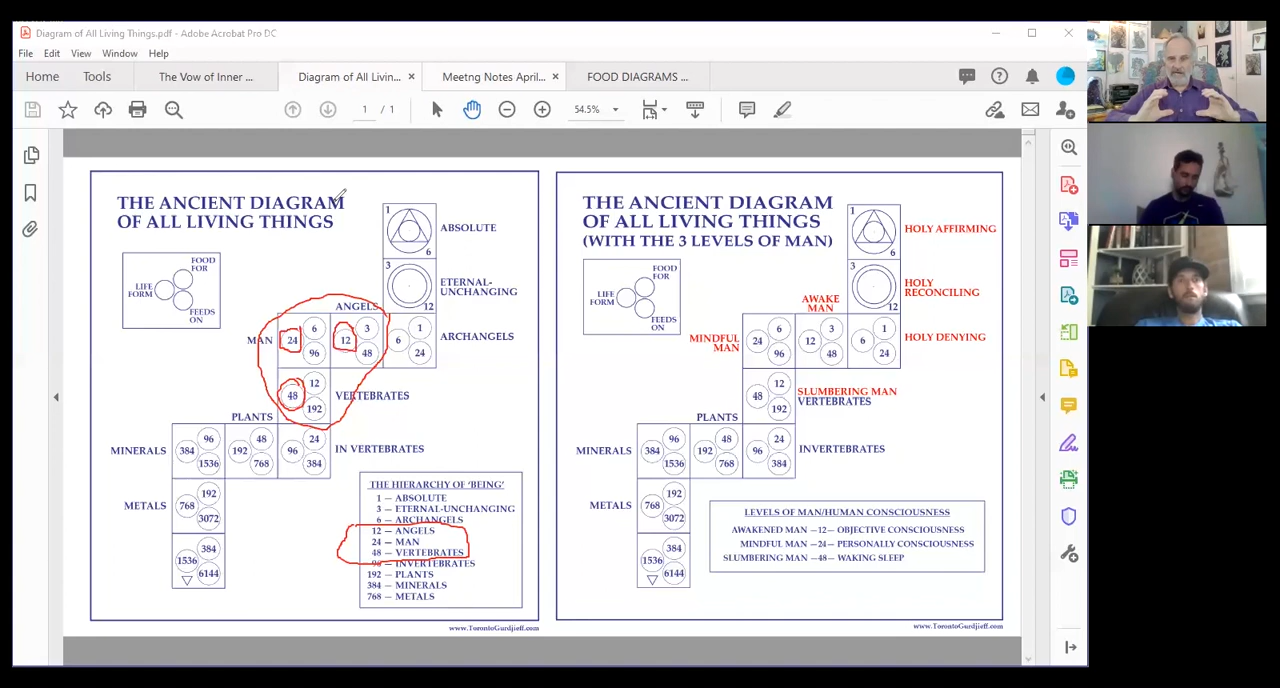 Diagram of All Living Things.pdf - Adobe Acrobat Pro DC
File Edit View Window Help
Home Tools The Vow of Inner ... Diagram of All Livin... × Meetng Notes April... × FOOD DIAGRAMS ...
1 / 1 54.5%
THE ANCIENT DIAGRAM
OF ALL LIVING THINGS
1
6
ABSOLUTE
3
12
ETERNAL-
UNCHANGING
FOOD
FOR
LIFE
FORM
FEEDS
ON
ANGELS
MAN
24 6 96
12 3 48
6 1 24
ARCHANGELS
48 12 192
VERTEBRATES
PLANTS
MINERALS
384 96 1536
192 48 768
96 24 384
IN VERTEBRATES
METALS
768 192 3072
1536 384 6144
THE HIERARCHY OF 'BEING'
1 – ABSOLUTE
3 – ETERNAL-UNCHANGING
6 – ARCHANGELS
12 – ANGELS
24 – MAN
48 – VERTEBRATES
96 – INVERTEBRATES
192 – PLANTS
384 – MINERALS
768 – METALS
www.TorontoGurdjieff.com
THE ANCIENT DIAGRAM
OF ALL LIVING THINGS
(WITH THE 3 LEVELS OF MAN)
1
6
HOLY AFFIRMING
3
12
HOLY
RECONCILING
FOOD
FOR
LIFE
FORM
FEEDS
ON
AWAKE
MAN
MINDFUL
MAN
24 6 96
12 3 48
6 1 24
HOLY DENYING
48 12 192
SLUMBERING MAN
VERTEBRATES
PLANTS
MINERALS
384 96 1536
192 48 768
96 24 384
INVERTEBRATES
METALS
768 192 3072
1536 384 6144
LEVELS OF MAN/HUMAN CONSCIOUSNESS
AWAKENED MAN –12– OBJECTIVE CONSCIOUSNESS
MINDFUL MAN –24– PERSONALLY CONSCIOUSNESS
SLUMBERING MAN –48– WAKING SLEEP
www.TorontoGurdjieff.com